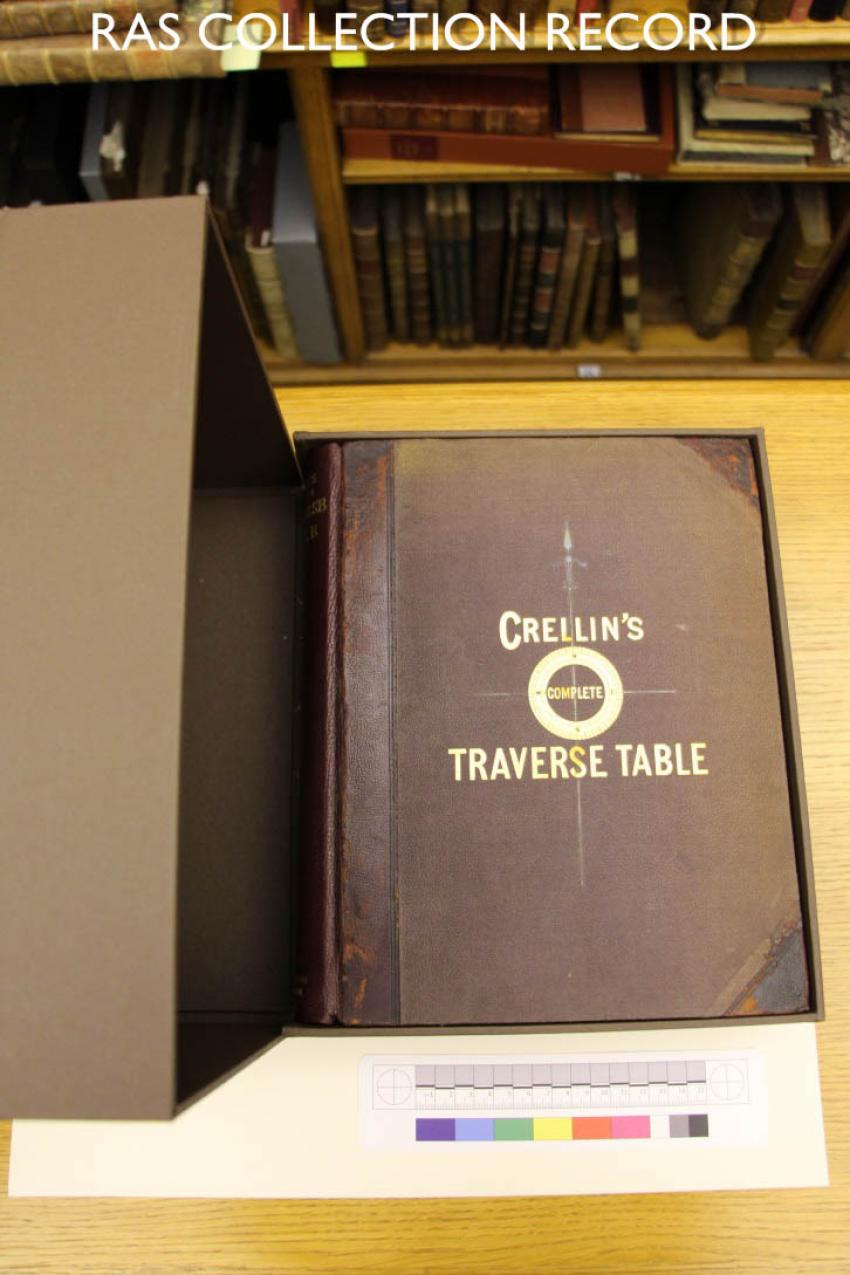 RAS COLLECTION RECORD
CRELLIN'S
COMPLETE
TRAVERSE TABLE